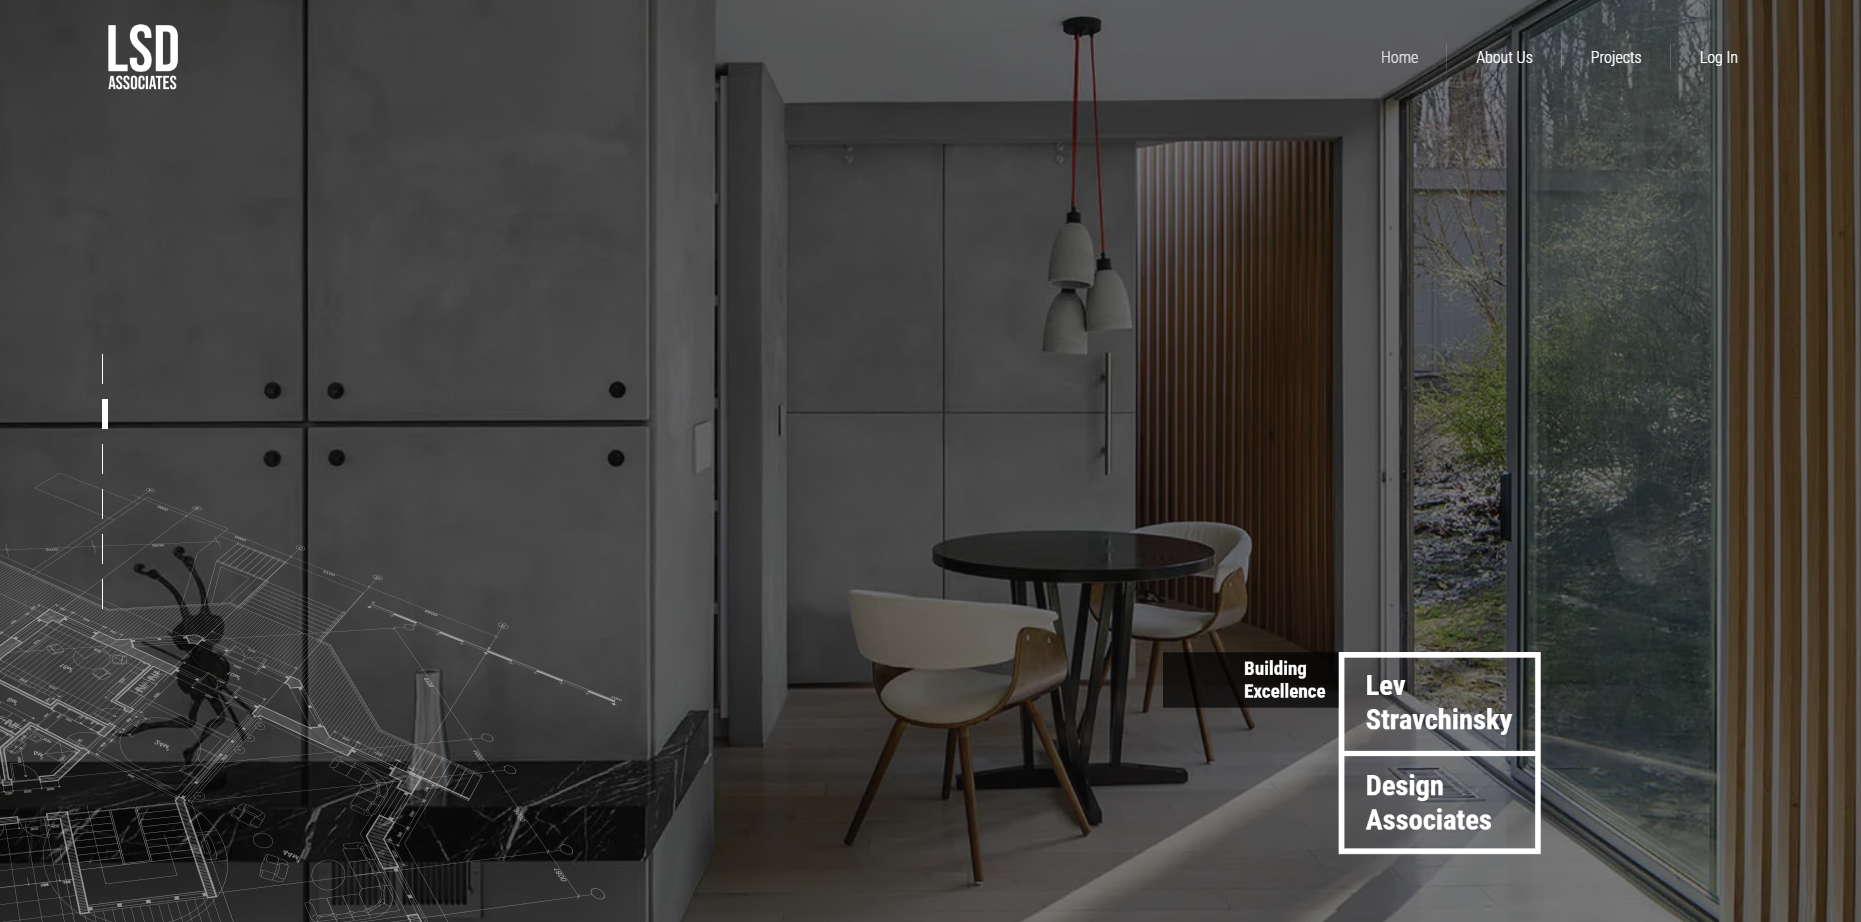 LSD
ASSOCIATES
Home
About Us
Projects
Log In
Building
Excellence
Lev
Stravchinsky
Design
Associates